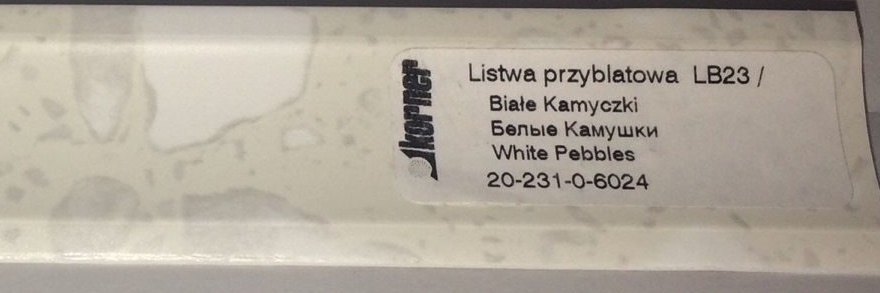 korner
Listwa przyblatowa LB23 /
Białe Kamyczki
Белые Камушки
White Pebbles
20-231-0-6024